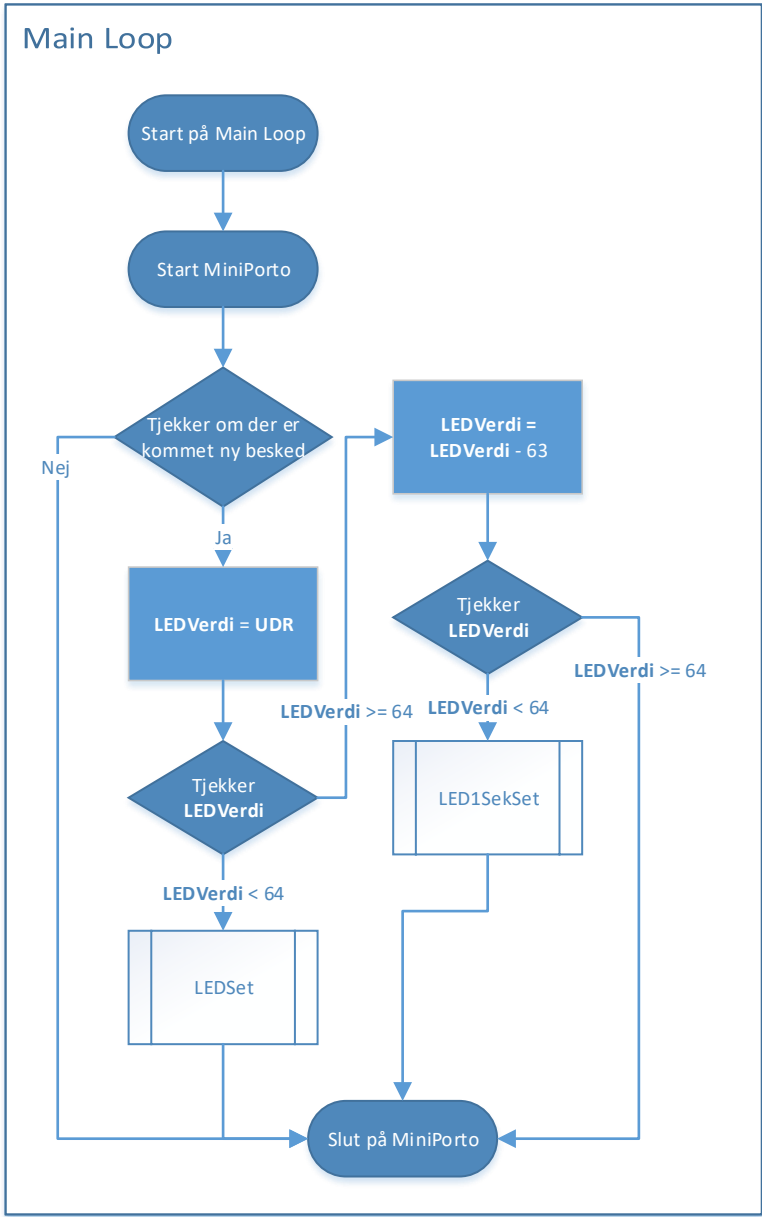 Main Loop
Start på Main Loop
Start MiniPorto
Tjekker om der er
kommet ny besked
Nej
Ja
LEDVerdi = UDR
Tjekker
LEDVerdi
LEDVerdi < 64
LEDSet
LEDVerdi >= 64
LEDVerdi =
LEDVerdi - 63
Tjekker
LEDVerdi
LEDVerdi < 64
LEDVerdi >= 64
LED1SekSet
Slut på MiniPorto